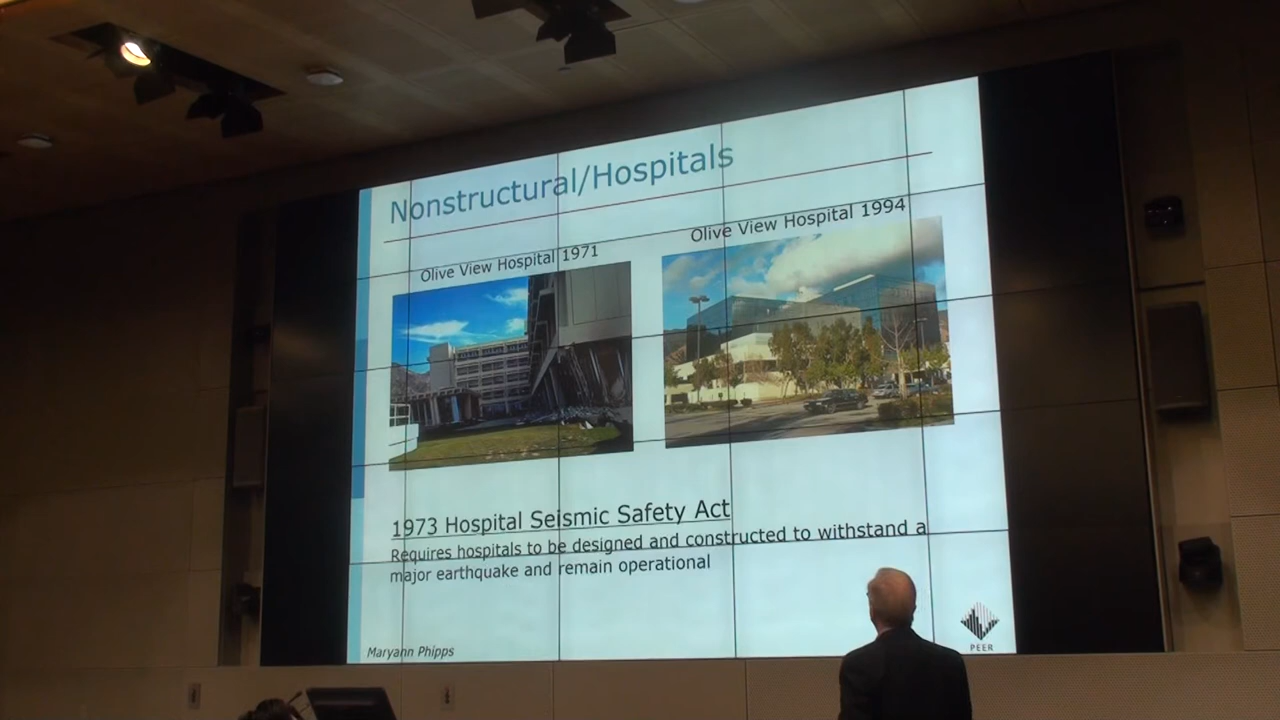 Nonstructural/Hospitals
Olive View Hospital 1971
Olive View Hospital 1994
1973 Hospital Seismic Safety Act
Requires hospitals to be designed and constructed to withstand a
major earthquake and remain operational
Maryann Phipps
PEER